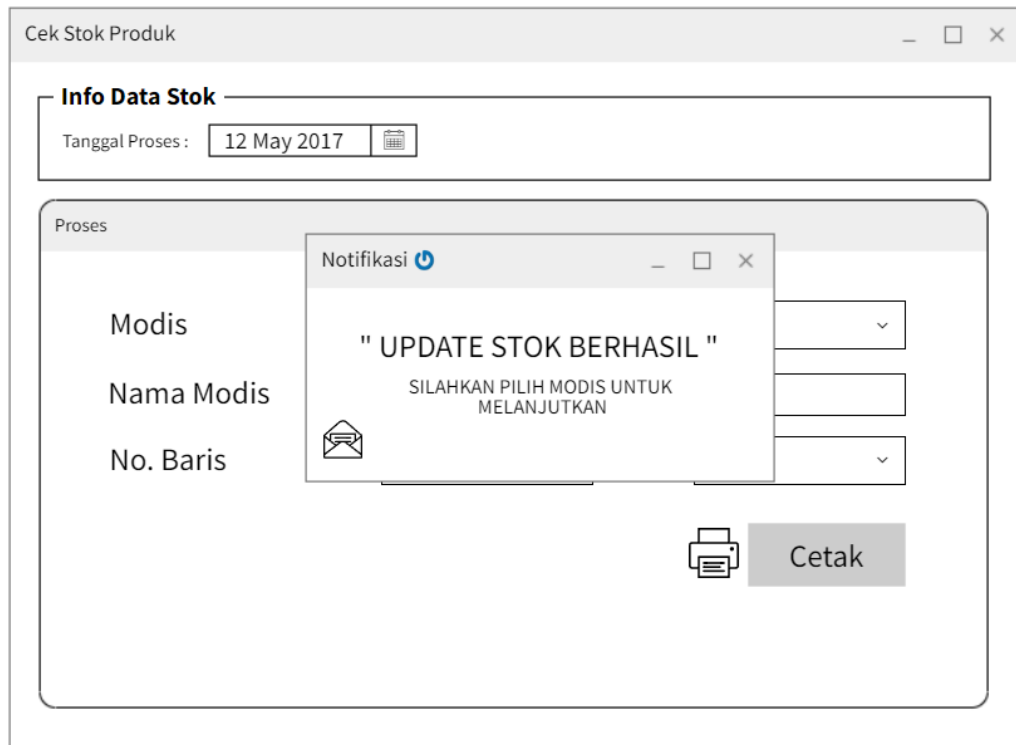 Cek Stok Produk
Info Data Stok
Tanggal Proses :
12 May 2017
Proses
Notifikasi
Modis
" UPDATE STOK BERHASIL "
SILAHKAN PILIH MODIS UNTUK
MELANJUTKAN
Nama Modis
No. Baris
Cetak